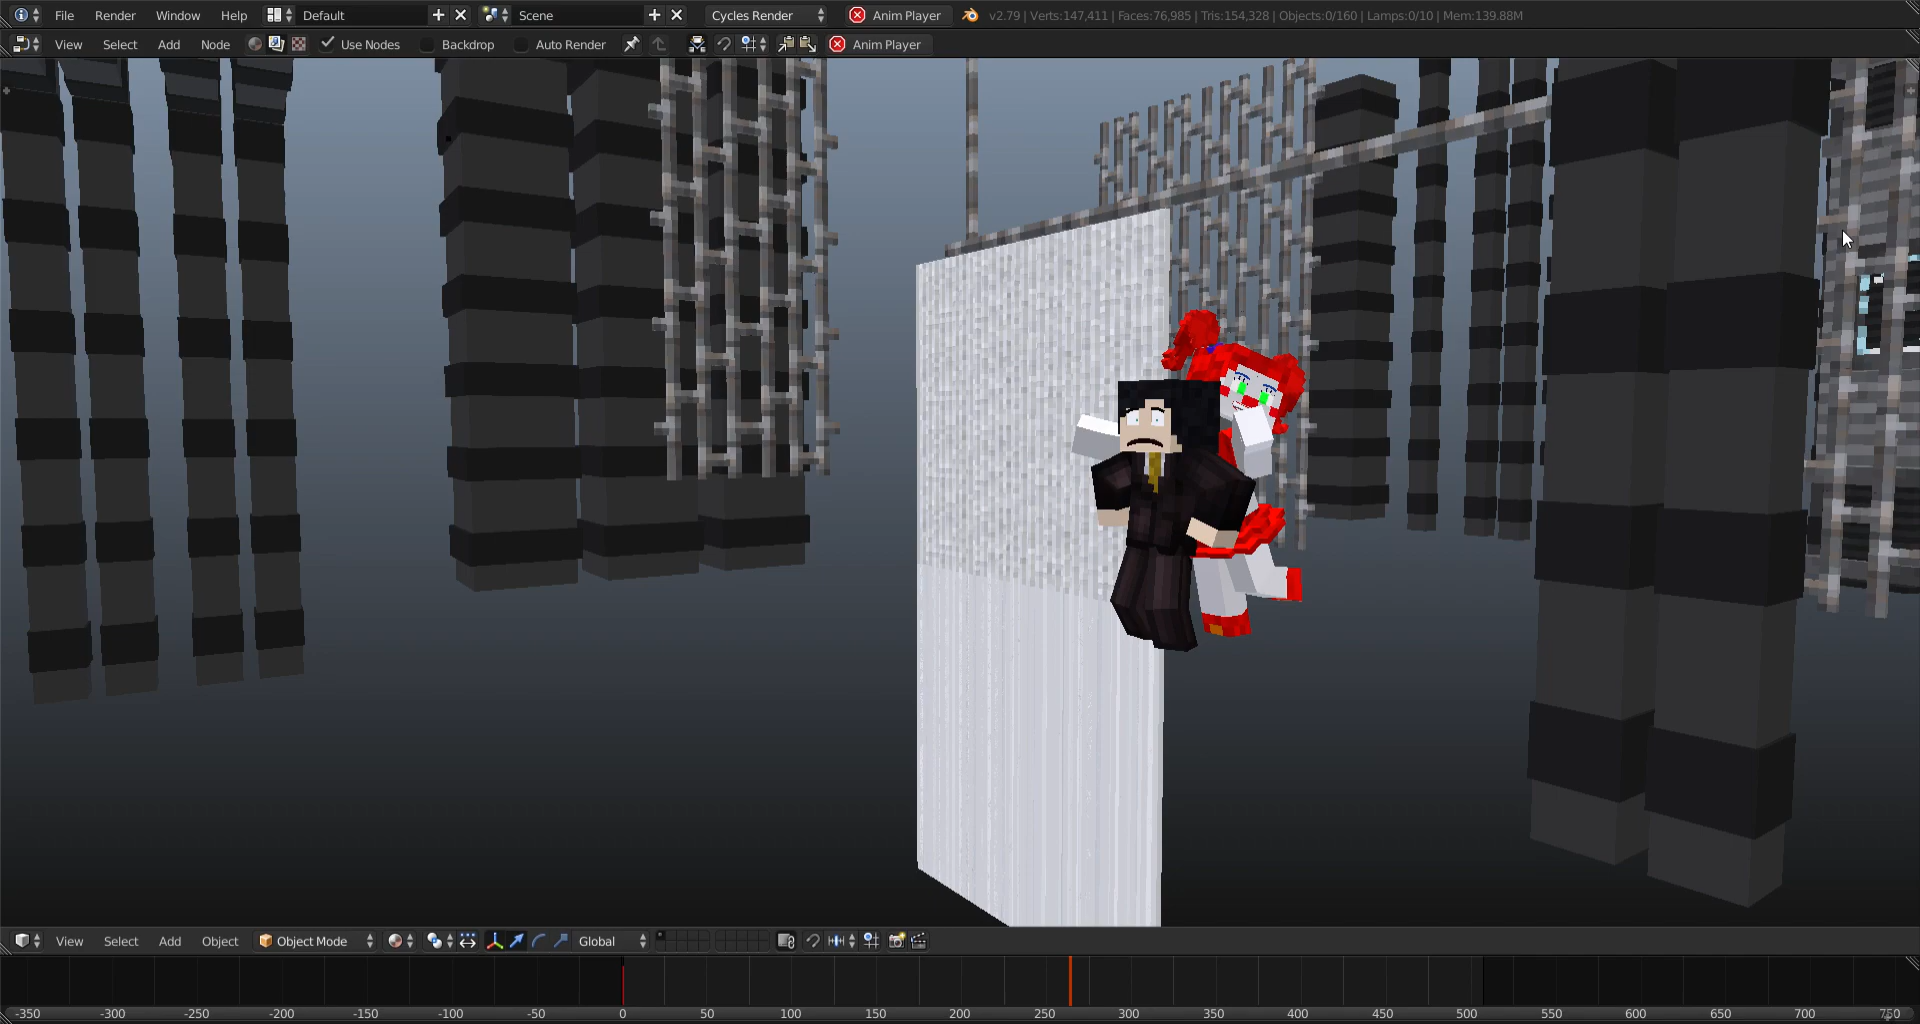 File Render Window Help Default Scene Cycles Render Anim Player v2.79 | Verts:147,411 | Faces:76,985 | Tris:154,328 | Objects:0/160 | Lamps:0/10 | Mem:139.88M
View Select Add Node Use Nodes Backdrop Auto Render Anim Player
View Select Add Object Object Mode Global
-350 -300 -250 -200 -150 -100 -50 0 50 100 150 200 250 300 350 400 450 500 550 600 650 700 750